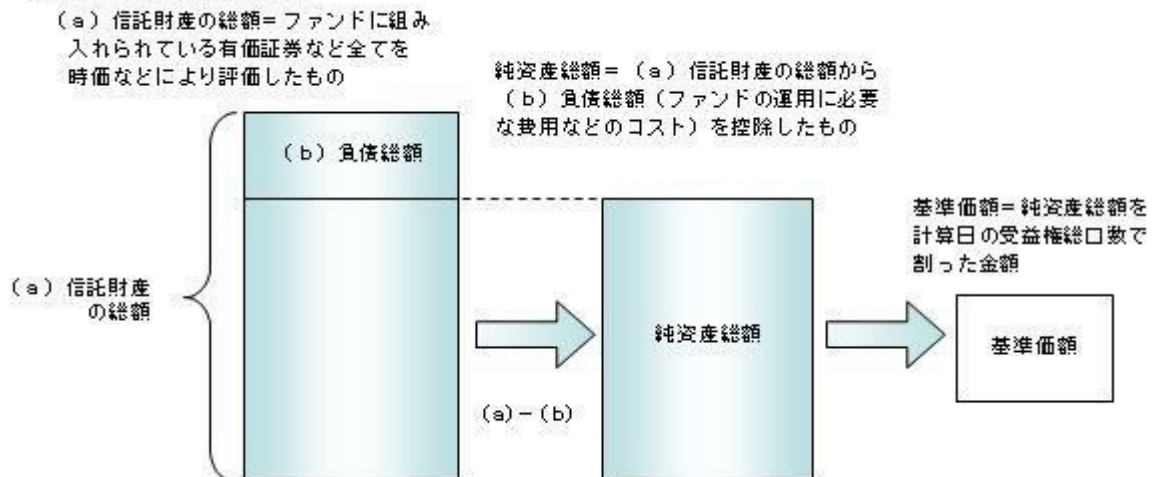 (a)信託財産の総額=ファンドに組み
入れられている有価証券など全てを
時価などにより評価したもの
純資産総額=(a)信託財産の総額から
(b)負債総額(ファンドの運用に必要
な費用などのコスト)を控除したもの
(b)負債総額
基準価額=純資産総額を
計算日の受益権総口数で
割った金額
(a)信託財産
の総額
純資産総額
基準価額
(a)-(b)